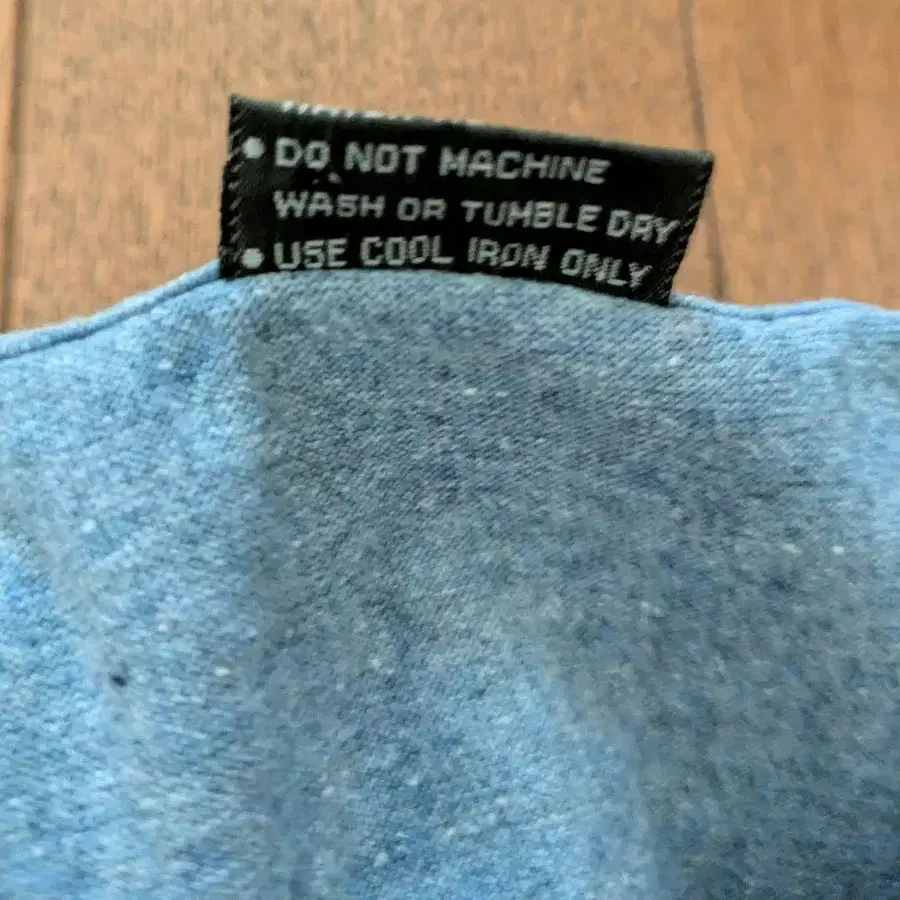 • DO NOT MACHINE
WASH OR TUMBLE DRY
• USE COOL IRON ONLY